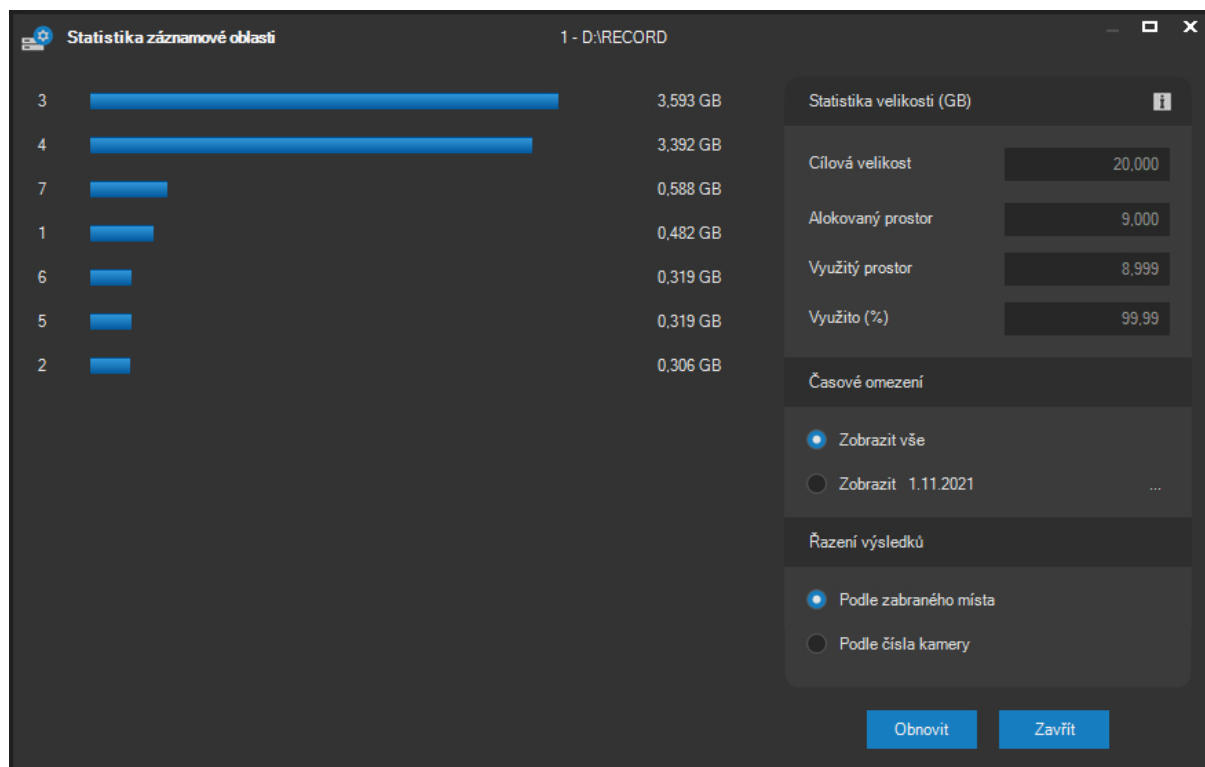 Statistika záznamové oblasti 1 - D:\RECORD
3 3,593 GB
4 3,392 GB
7 0,588 GB
1 0,482 GB
6 0,319 GB
5 0,319 GB
2 0,306 GB
Statistika velikosti (GB)
Cílová velikost 20,000
Alokovaný prostor 9,000
Využitý prostor 8,999
Využito (%) 99,99
Časové omezení
Zobrazit vše
Zobrazit 1.11.2021 ...
Řazení výsledků
Podle zabraného místa
Podle čísla kamery
Obnovit Zavřít